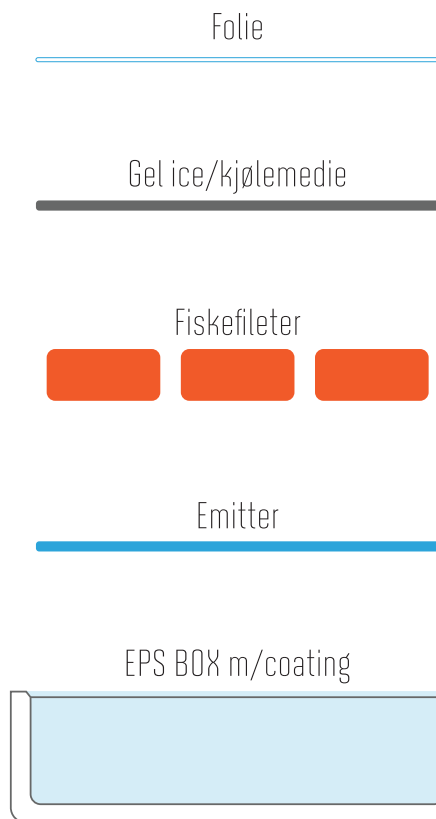 Folie
Gel ice/kjølemedie
Fiskefileter
Emitter
EPS BOX m/coating